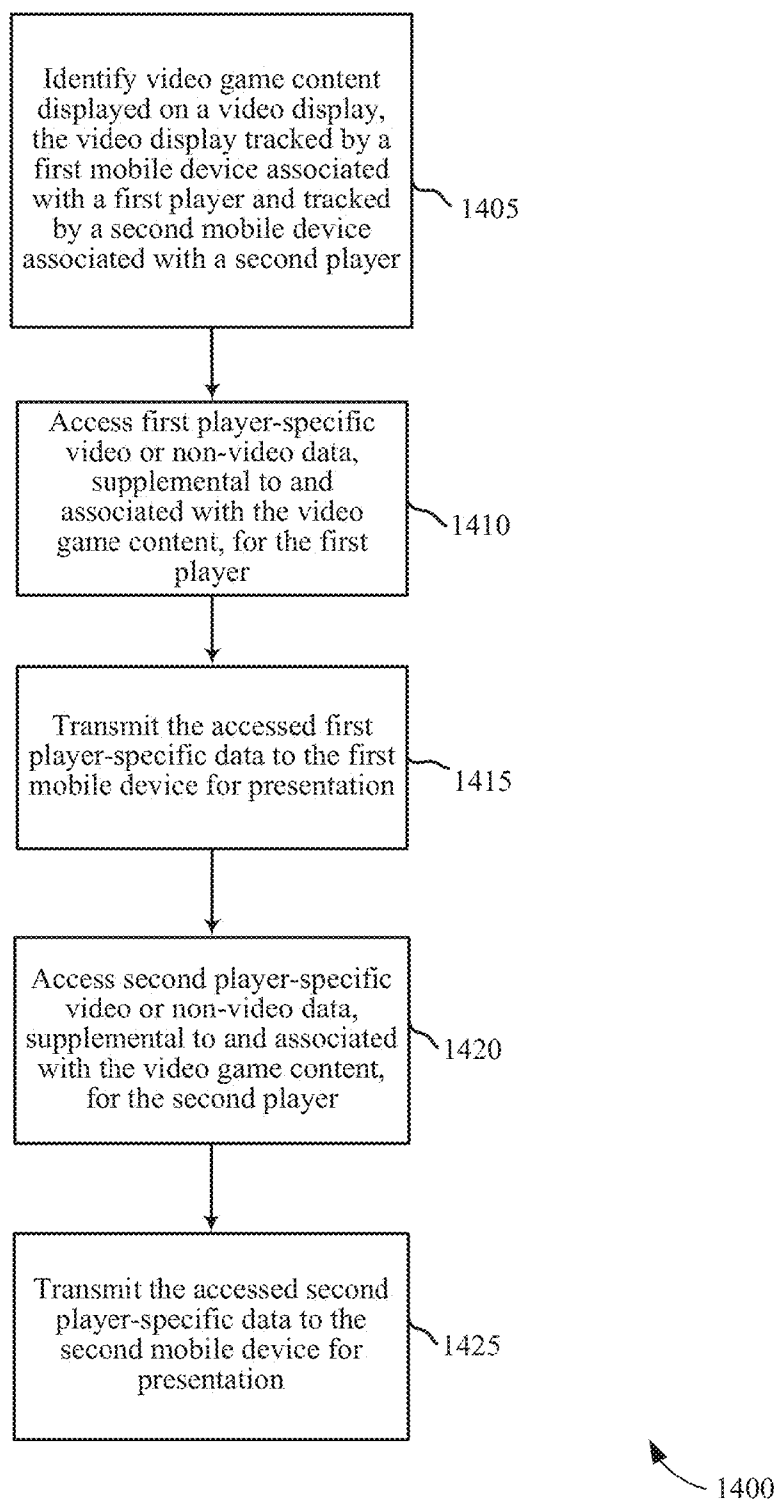 Identify video game content
displayed on a video display,
the video display tracked by a
first mobile device associated
with a first player and tracked
by a second mobile device
associated with a second player
1405
Access first player-specific
video or non-video data,
supplemental to and
associated with the video
game content, for the first
player
1410
Transmit the accessed first
player-specific data to the first
mobile device for presentation
1415
Access second player-specific
video or non-video data,
supplemental to and associated
with the video game content,
for the second player
1420
Transmit the accessed second
player-specific data to the
second mobile device for
presentation
1425
1400